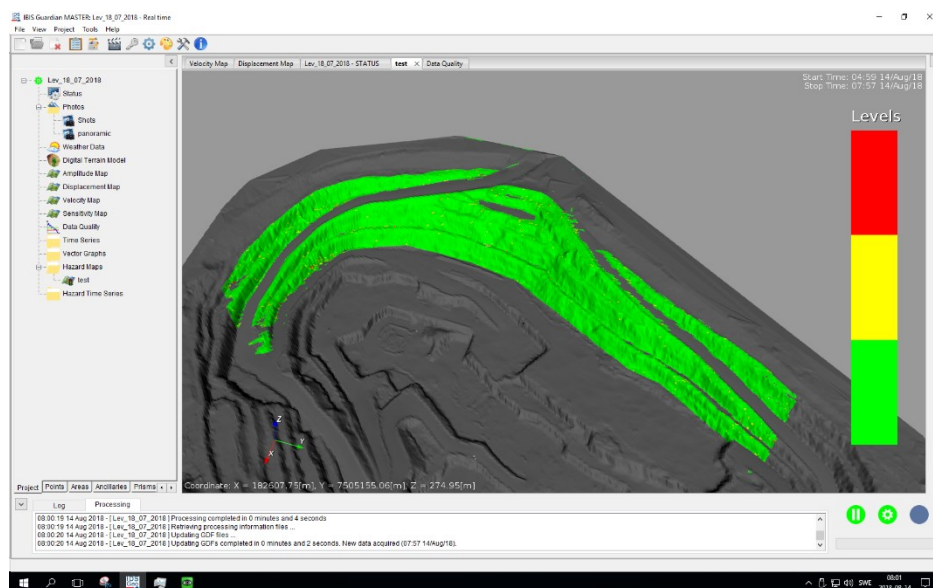 IBIS Guardian MASTER: Lev_18_07_2018 - Real time
File View Project Tools Help
Velocity Map Displacement Map Lev_18_07_2018 - STATUS test Data Quality
Lev_18_07_2018
Status
Photos
Shots
panoramic
Weather Data
Digital Terrain Model
Amplitude Map
Displacement Map
Velocity Map
Sensitivity Map
Data Quality
Time Series
Vector Graphs
Hazard Maps
test
Hazard Time Series
Start Time: 04:59 14/Aug/18
Stop Time: 07:57 14/Aug/18
Levels
Z
Y
X
Coordinate: X = 182607.75[m], Y = 7505155.06[m], Z = 274.95[m]
Project Points Areas Ancillaries Prisms
Log Processing
08:00:19 14 Aug 2018 - [ Lev_18_07_2018 ] Processing completed in 0 minutes and 4 seconds
08:00:19 14 Aug 2018 - [ Lev_18_07_2018 ] Retrieving processing information files ...
08:00:20 14 Aug 2018 - [ Lev_18_07_2018 ] Updating GDF files ...
08:00:20 14 Aug 2018 - [ Lev_18_07_2018 ] Updating GDFs completed in 0 minutes and 2 seconds. New data acquired (07:57 14/Aug/18).
SWE
08:01
2018-08-14